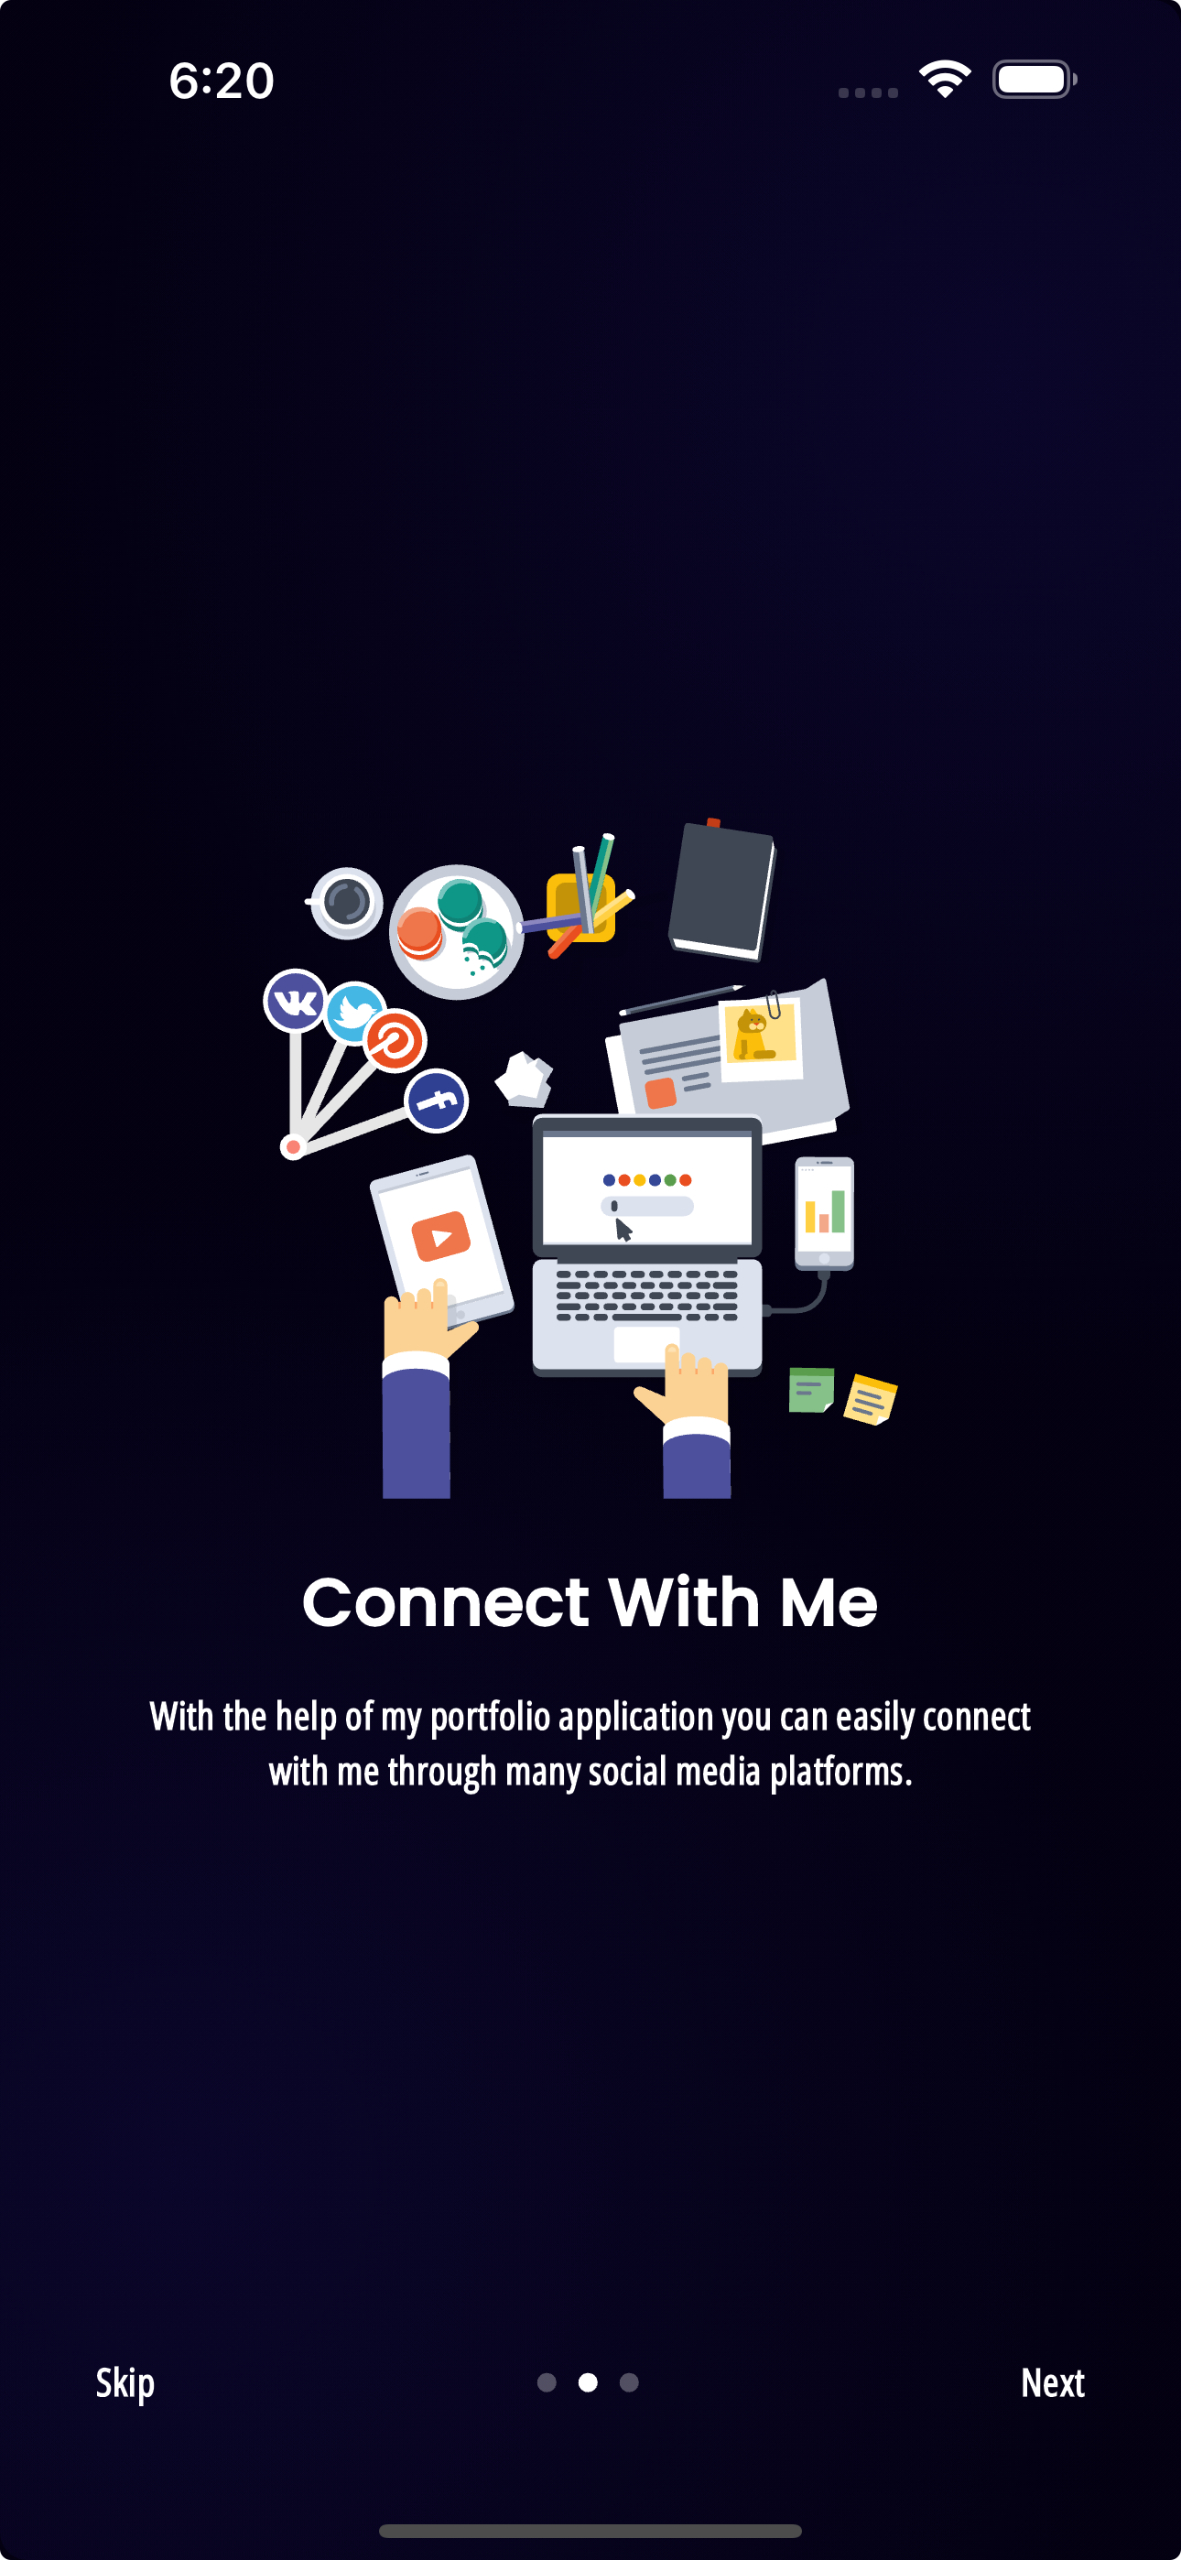 6:20
Connect With Me
With the help of my portfolio application you can easily connect
with me through many social media platforms.
Skip
Next